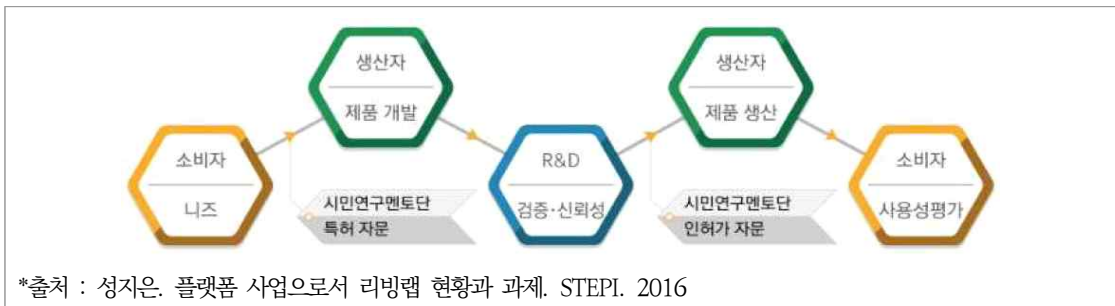 생산자
제품 개발
생산자
제품 생산
소비자
니즈
R&D
검증·신뢰성
소비자
사용성평가
시민연구멘토단
특허 자문
시민연구멘토단
인허가 자문
*출처 : 성지은. 플랫폼 사업으로서 리빙랩 현황과 과제. STEPI. 2016